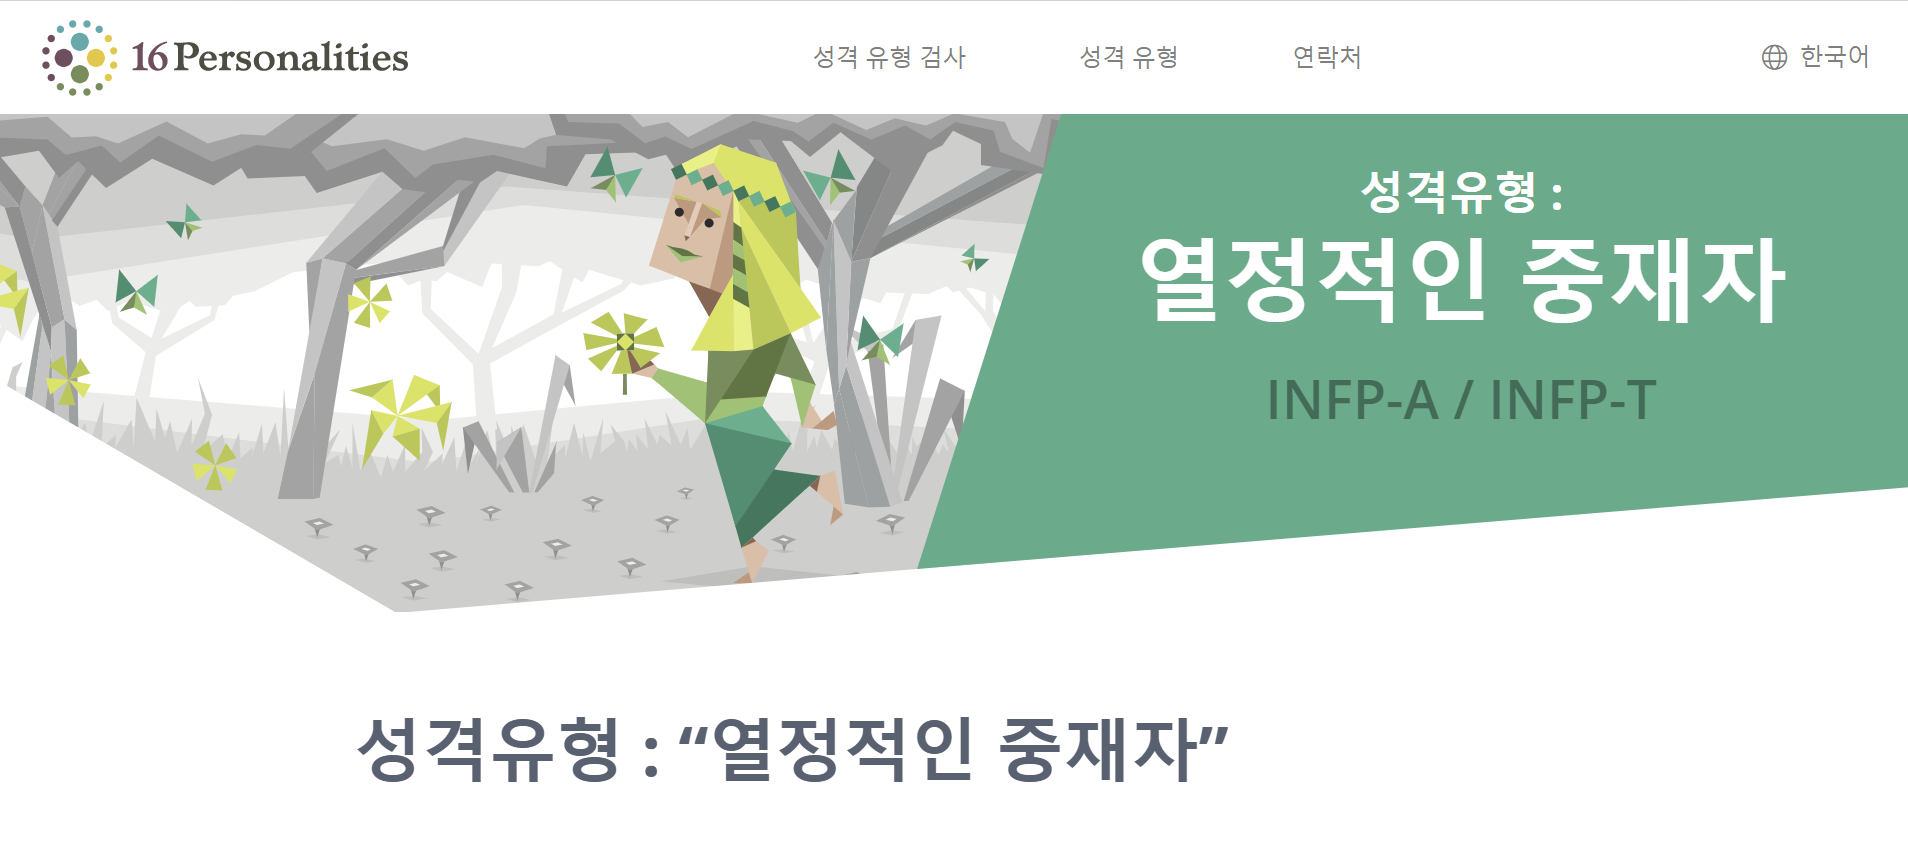 16Personalities
성격 유형 검사
성격 유형
연락처
한국어
성격유형 :
열정적인 중재자
INFP-A / INFP-T
성격유형 : “열정적인 중재자”